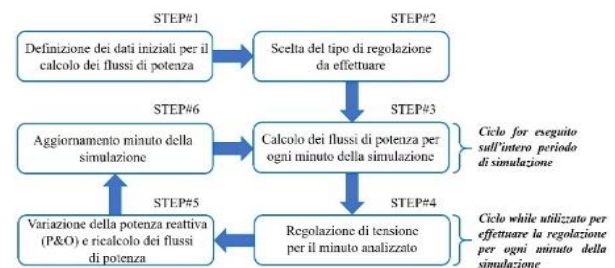 STEP#1
Definizione dei dati iniziali per il
calcolo dei flussi di potenza
STEP#2
Scelta del tipo di regolazione
da effettuare
STEP#3
Calcolo dei flussi di potenza per
ogni minuto della simulazione
Ciclo for eseguito
sull'intero periodo
di simulazione
STEP#4
Regolazione di tensione
per il minuto analizzato
Ciclo while utilizzato per
effettuare la regolazione
per ogni minuto della
simulazione
STEP#5
Variazione della potenza reattiva
(P&O) e ricalcolo dei flussi
di potenza
STEP#6
Aggiornamento minuto della
simulazione